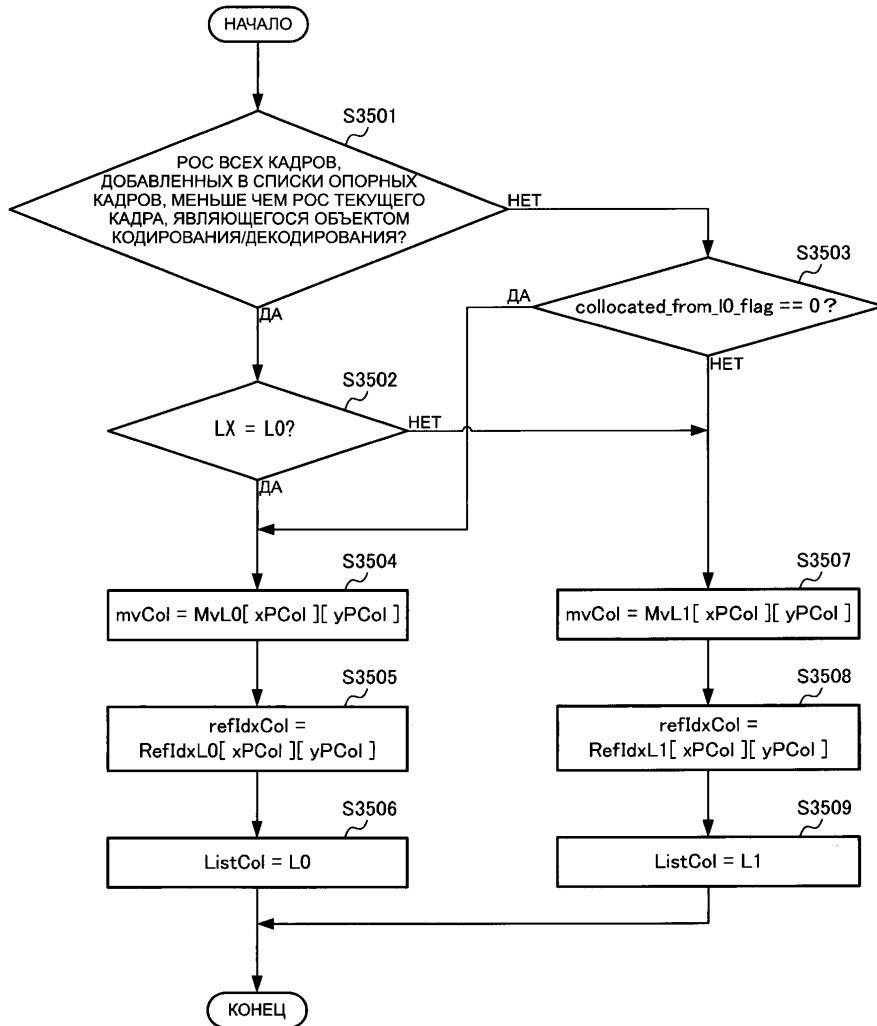 НАЧАЛО
S3501
POC ВСЕХ КАДРОВ,
ДОБАВЛЕННЫХ В СПИСКИ ОПОРНЫХ
КАДРОВ, МЕНЬШЕ ЧЕМ POC ТЕКУЩЕГО
КАДРА, ЯВЛЯЮЩЕГОСЯ ОБЪЕКТОМ
КОДИРОВАНИЯ/ДЕКОДИРОВАНИЯ?
НЕТ
ДА
S3503
collocated_from_l0_flag == 0?
ДА
НЕТ
S3502
LX = L0?
НЕТ
ДА
S3504
mvCol = MvL0[ xPCol ][ yPCol ]
S3505
refIdxCol =
RefIdxL0[ xPCol ][ yPCol ]
S3506
ListCol = L0
S3507
mvCol = MvL1[ xPCol ][ yPCol ]
S3508
refIdxCol =
RefIdxL1[ xPCol ][ yPCol ]
S3509
ListCol = L1
КОНЕЦ